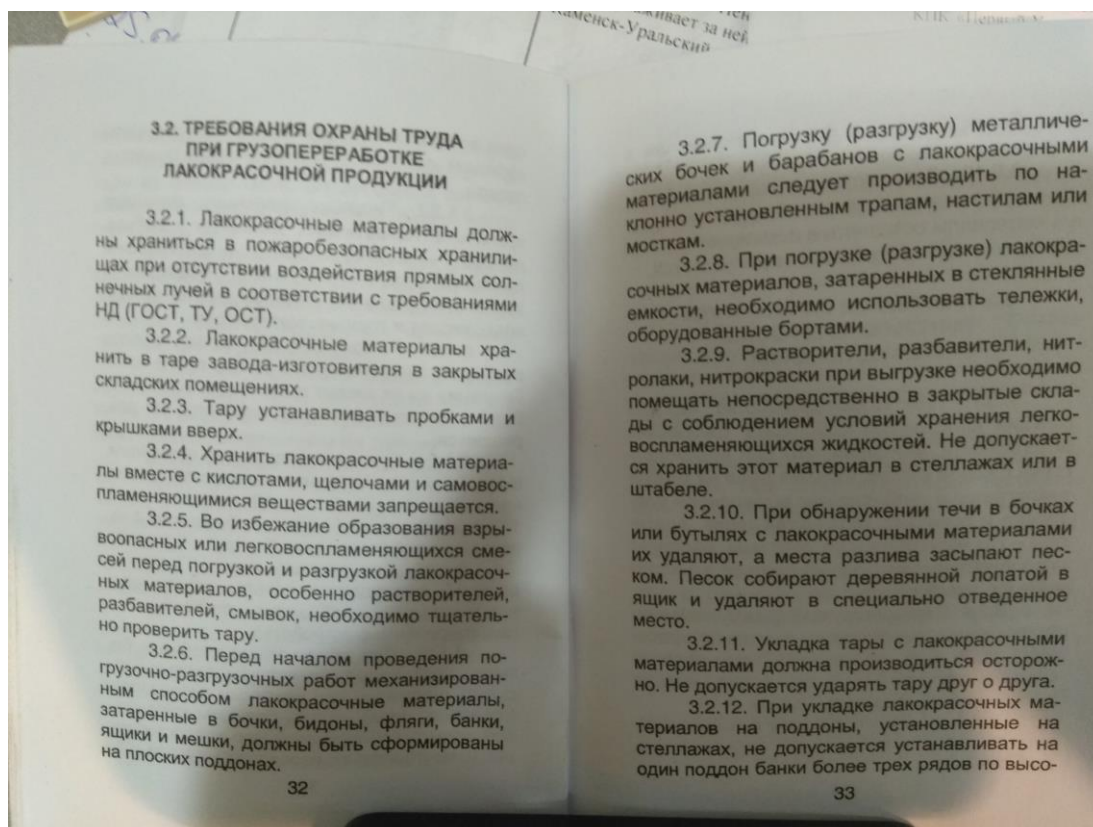 живает за ней
Каменск-Уральский
3.2. ТРЕБОВАНИЯ ОХРАНЫ ТРУДА
ПРИ ГРУЗОПЕРЕРАБОТКЕ
ЛАКОКРАСОЧНОЙ ПРОДУКЦИИ
3.2.1. Лакокрасочные материалы долж-
ны храниться в пожаробезопасных хранили-
щах при отсутствии воздействия прямых сол-
нечных лучей в соответствии с требованиями
НД (ГОСТ, ТУ, ОСТ).
3.2.2. Лакокрасочные материалы хра-
нить в таре завода-изготовителя в закрытых
складских помещениях.
3.2.3. Тару устанавливать пробками и
крышками вверх.
3.2.4. Хранить лакокрасочные материа-
лы вместе с кислотами, щелочами и самовос-
пламеняющимися веществами запрещается.
3.2.5. Во избежание образования взры-
воопасных или легковоспламеняющихся сме-
сей перед погрузкой и разгрузкой лакокрасоч-
ных материалов, особенно растворителей,
разбавителей, смывок, необходимо тщатель-
но проверить тару.
3.2.6. Перед началом проведения по-
грузочно-разгрузочных работ механизирован-
ным способом лакокрасочные материалы,
затаренные в бочки, бидоны, фляги, банки,
ящики и мешки, должны быть сформированы
на плоских поддонах.
32
3.2.7. Погрузку (разгрузку) металличе-
ских бочек и барабанов с лакокрасочными
материалами следует производить по на-
клонно установленным трапам, настилам или
мосткам.
3.2.8. При погрузке (разгрузке) лакокра-
сочных материалов, затаренных в стеклянные
емкости, необходимо использовать тележки,
оборудованные бортами.
3.2.9. Растворители, разбавители, нит-
ролаки, нитрокраски при выгрузке необходимо
помещать непосредственно в закрытые скла-
ды с соблюдением условий хранения легко-
воспламеняющихся жидкостей. Не допускает-
ся хранить этот материал в стеллажах или в
штабеле.
3.2.10. При обнаружении течи в бочках
или бутылях с лакокрасочными материалами
их удаляют, а места разлива засыпают пес-
ком. Песок собирают деревянной лопатой в
ящик и удаляют в специально отведенное
место.
3.2.11. Укладка тары с лакокрасочными
материалами должна производиться осторож-
но. Не допускается ударять тару друг о друга.
3.2.12. При укладке лакокрасочных ма-
териалов на поддоны, установленные на
стеллажах, не допускается устанавливать на
один поддон банки более трех рядов по высо-
33